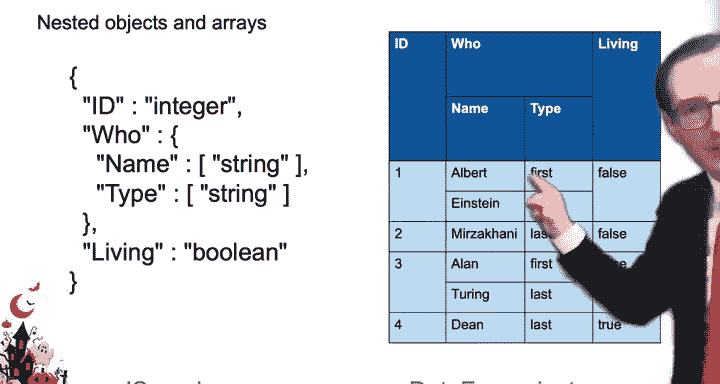 Nested objects and arrays
{
"ID" : "integer",
"Who" : {
"Name" : [ "string" ],
"Type" : [ "string" ]
},
"Living" : "boolean"
}
ID Who Living
Name Type
1 Albert first false
Einstein
2 Mirzakhani false
3 Alan first
Turing last
4 Dean last true